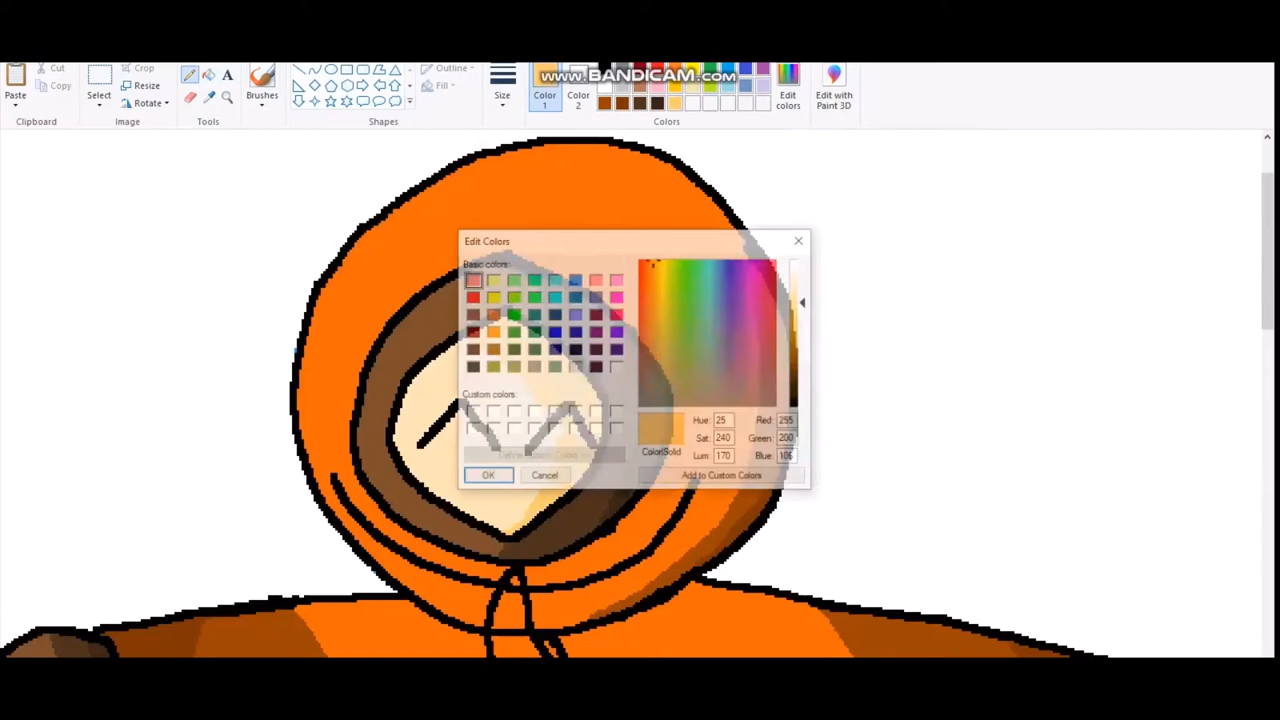 www.BANDICAM.com
Cut
Copy
Paste
Clipboard
Crop
Resize
Rotate
Select
Image
A
Tools
Brushes
Outline
Fill
Shapes
Size
Color 1
Color 2
Edit colors
Colors
Edit with Paint 3D
Edit Colors
Basic colors:
Custom colors:
OK
Cancel
Color|Solid
Hue: 25
Sat: 240
Lum: 170
Red: 255
Green: 200
Blue: 106
Add to Custom Colors